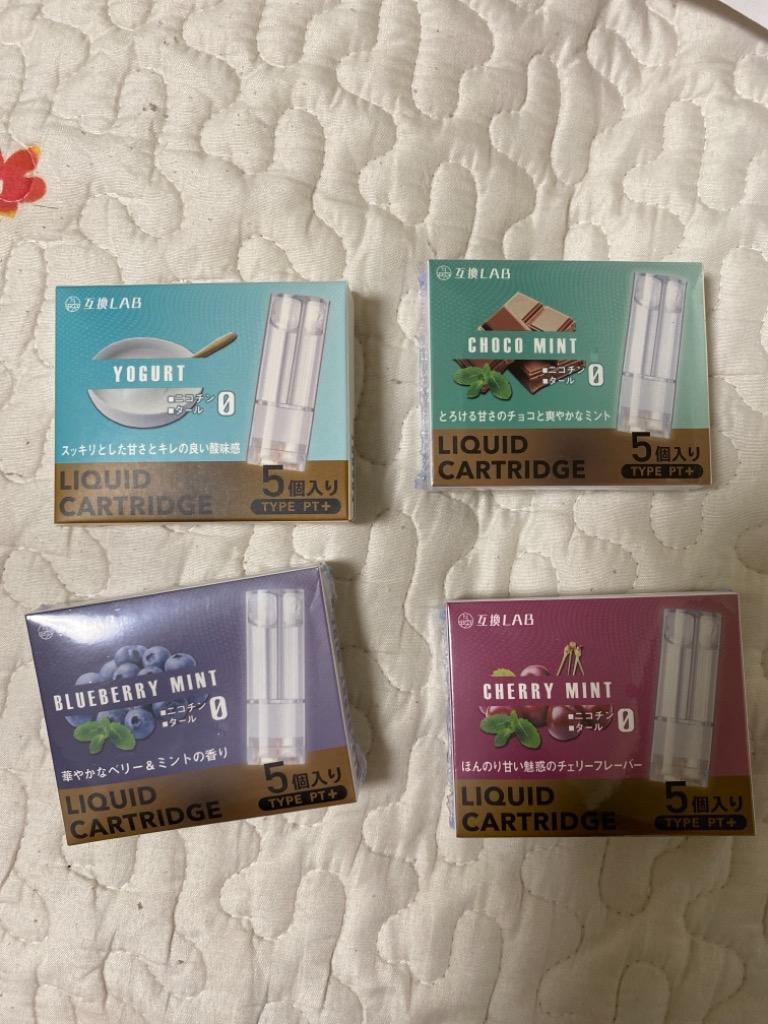 互換LAB
YOGURT
■ニコチン
■タール 0
スッキリとした甘さとキレの良い酸味感
LIQUID
CARTRIDGE
5個入り
TYPE PT+
互換LAB
CHOCO MINT
■ニコチン
■タール 0
とろける甘さのチョコと爽やかなミント
LIQUID
CARTRIDGE
5個入り
TYPE PT+
LAB
BLUEBERRY MINT
■ニコチン
■タール 0
華やかなベリー&ミントの香り
LIQUID
CARTRIDGE
5個入り
TYPE PT+
互換LAB
CHERRY MINT
■ニコチン
■タール 0
ほんのり甘い魅惑のチェリーフレーバー
LIQUID
CARTRIDGE
5個入り
TYPE PT+